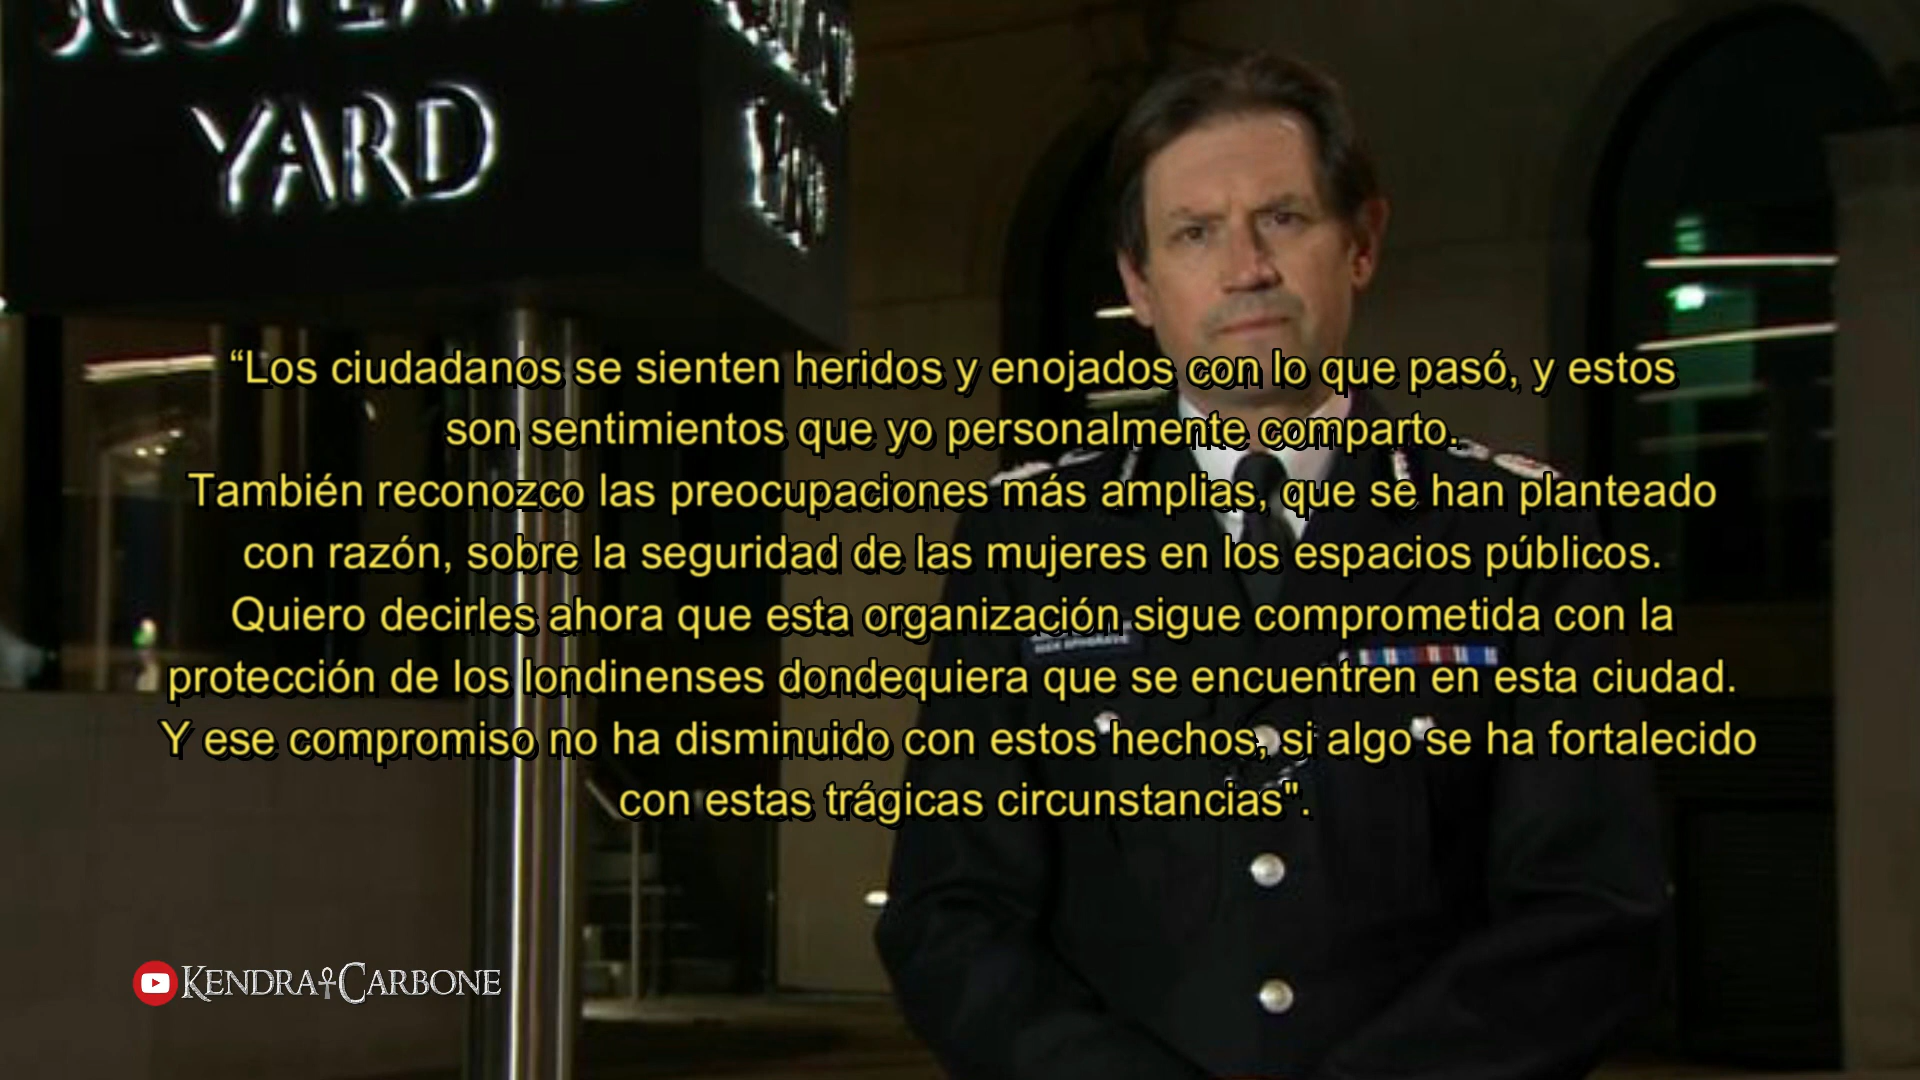 SCOTLAND
YARD
“Los ciudadanos se sienten heridos y enojados con lo que pasó, y estos
son sentimientos que yo personalmente comparto.
También reconozco las preocupaciones más amplias, que se han planteado
con razón, sobre la seguridad de las mujeres en los espacios públicos.
Quiero decirles ahora que esta organización sigue comprometida con la
protección de los londinenses dondequiera que se encuentren en esta ciudad.
Y ese compromiso no ha disminuido con estos hechos, si algo se ha fortalecido
con estas trágicas circunstancias".
KENDRA☥CARBONE